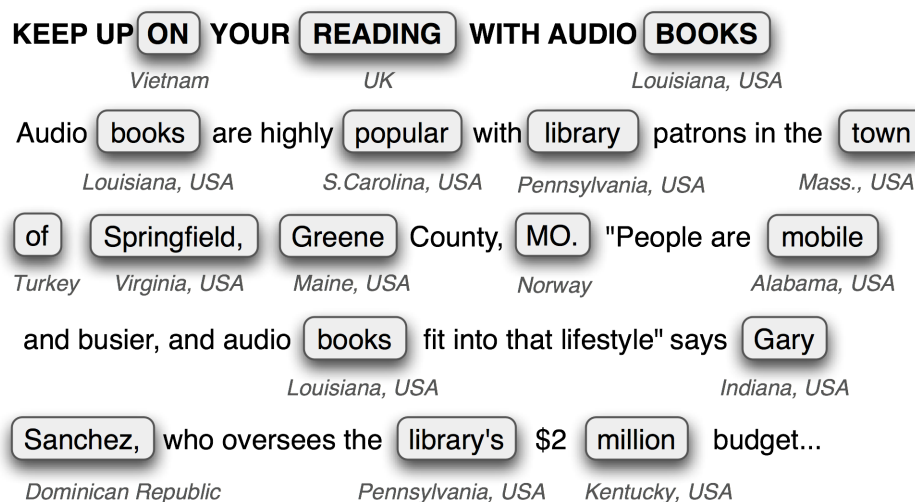 KEEP UP ON YOUR READING WITH AUDIO BOOKS
Vietnam UK Louisiana, USA
Audio books are highly popular with library patrons in the town
Louisiana, USA S.Carolina, USA Pennsylvania, USA Mass., USA
of Springfield, Greene County, MO. "People are mobile
Turkey Virginia, USA Maine, USA Norway Alabama, USA
and busier, and audio books fit into that lifestyle" says Gary
Louisiana, USA Indiana, USA
Sanchez, who oversees the library's $2 million budget...
Dominican Republic Pennsylvania, USA Kentucky, USA